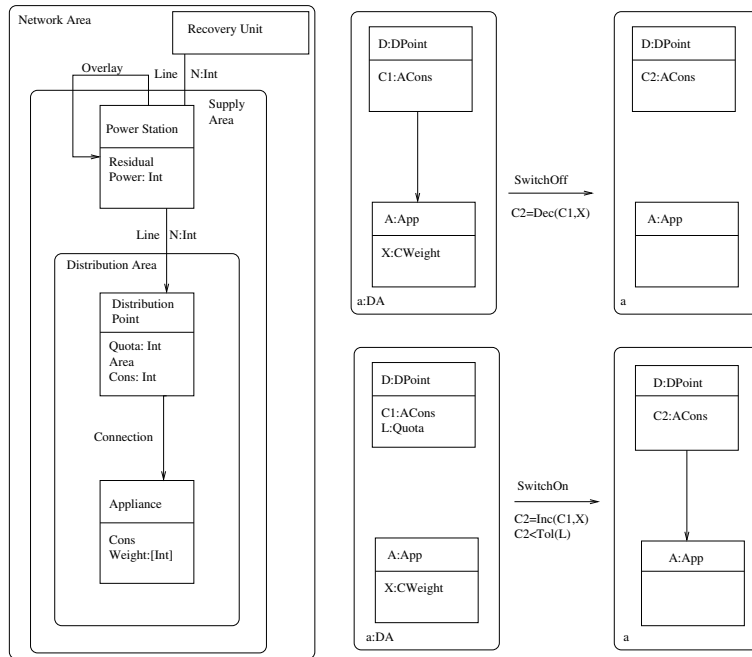 Network Area
Recovery Unit
Overlay
Line N:Int
Supply
Area
Power Station
Residual
Power: Int
Line N:Int
Distribution Area
Distribution
Point
Quota: Int
Area
Cons: Int
Connection
Appliance
Cons
Weight:[Int]
D:DPoint
C1:ACons
A:App
X:CWeight
a:DA
SwitchOff
C2=Dec(C1,X)
D:DPoint
C2:ACons
A:App
a
D:DPoint
C1:ACons
L:Quota
A:App
X:CWeight
a:DA
SwitchOn
C2=Inc(C1,X)
C2<Tol(L)
D:DPoint
C2:ACons
A:App
a